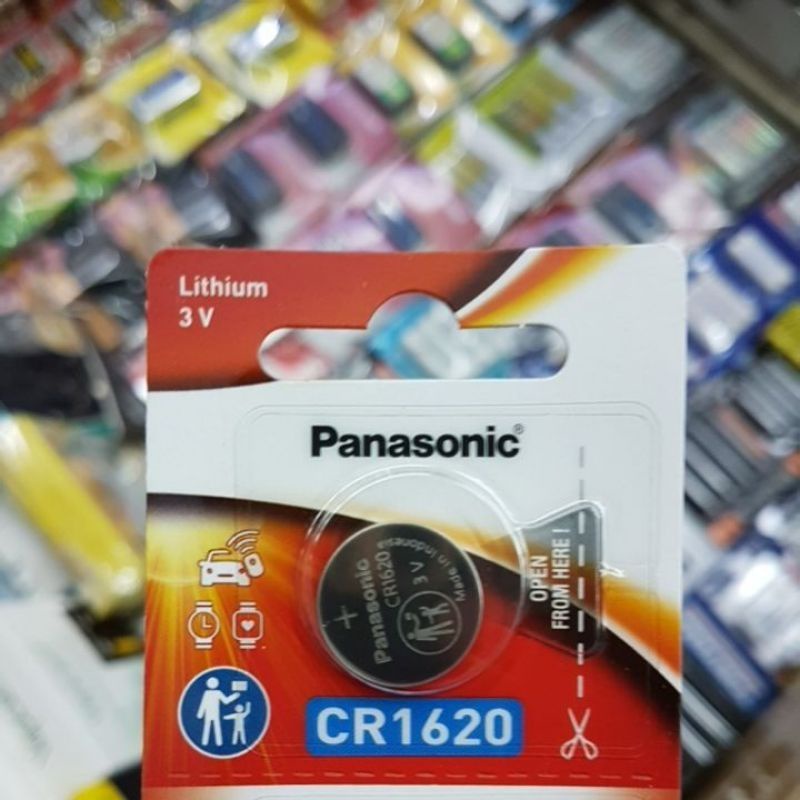 Lithium
3 V
Panasonic®
OPEN
FROM HERE !
+
Panasonic
CR1620
3 V
Made in Indonesia
CR1620